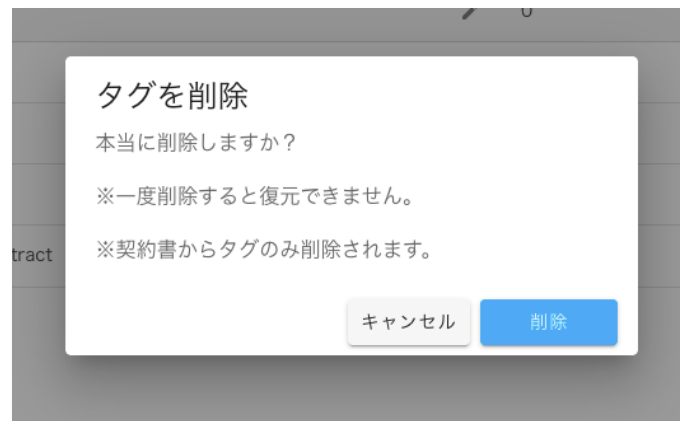 タグを削除
本当に削除しますか？
※一度削除すると復元できません。
tract
※契約書からタグのみ削除されます。
キャンセル
削除